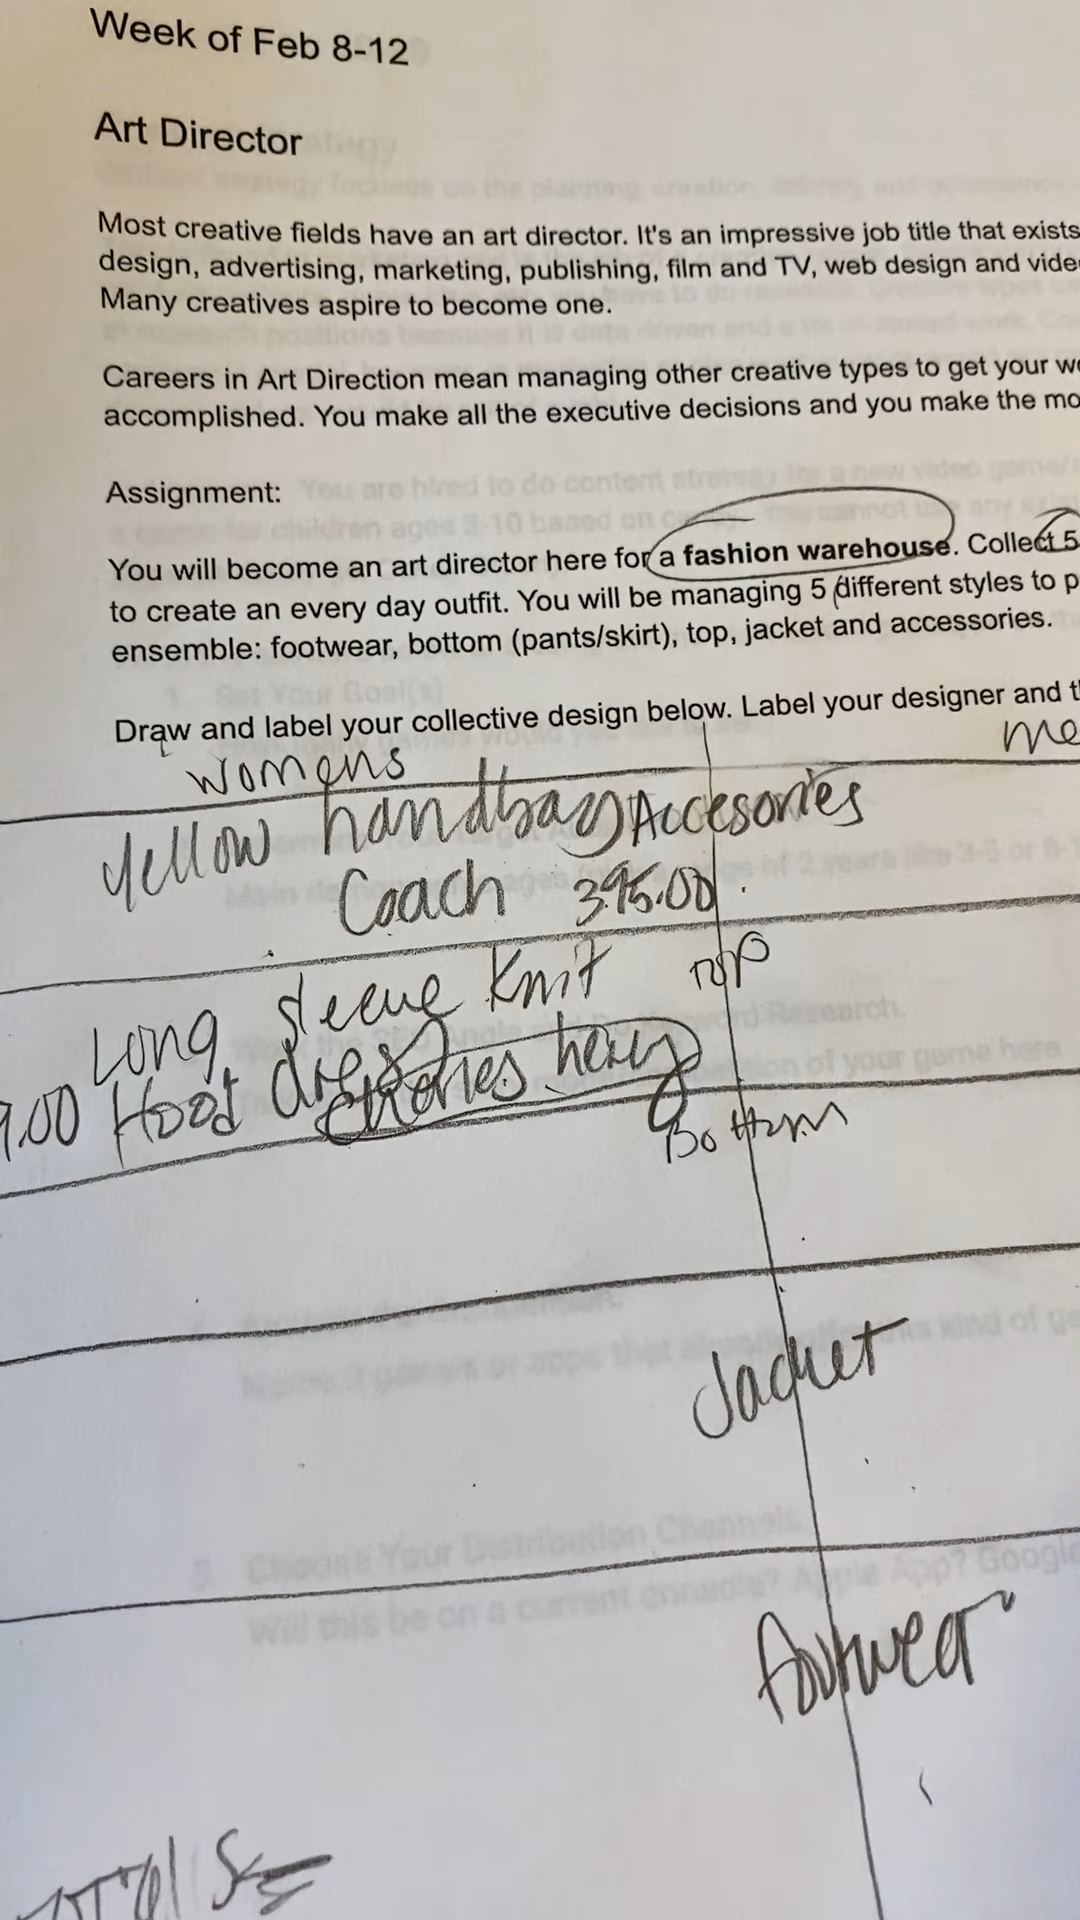 Week of Feb 8-12
Art Director
Most creative fields have an art director. It's an impressive job title that exists
design, advertising, marketing, publishing, film and TV, web design and vide
Many creatives aspire to become one.
Careers in Art Direction mean managing other creative types to get your w
accomplished. You make all the executive decisions and you make the mo
Assignment:
You will become an art director here for a fashion warehouse. Collect 5
to create an every day outfit. You will be managing 5 different styles to p
ensemble: footwear, bottom (pants/skirt), top, jacket and accessories.
Draw and label your collective design below. Label your designer and t
womens me
Yellow handbag Accesories
Coach 395.00
Long sleeve Knit Top
.00 Hood dress
Bottom
Jacket
footwear
Total $